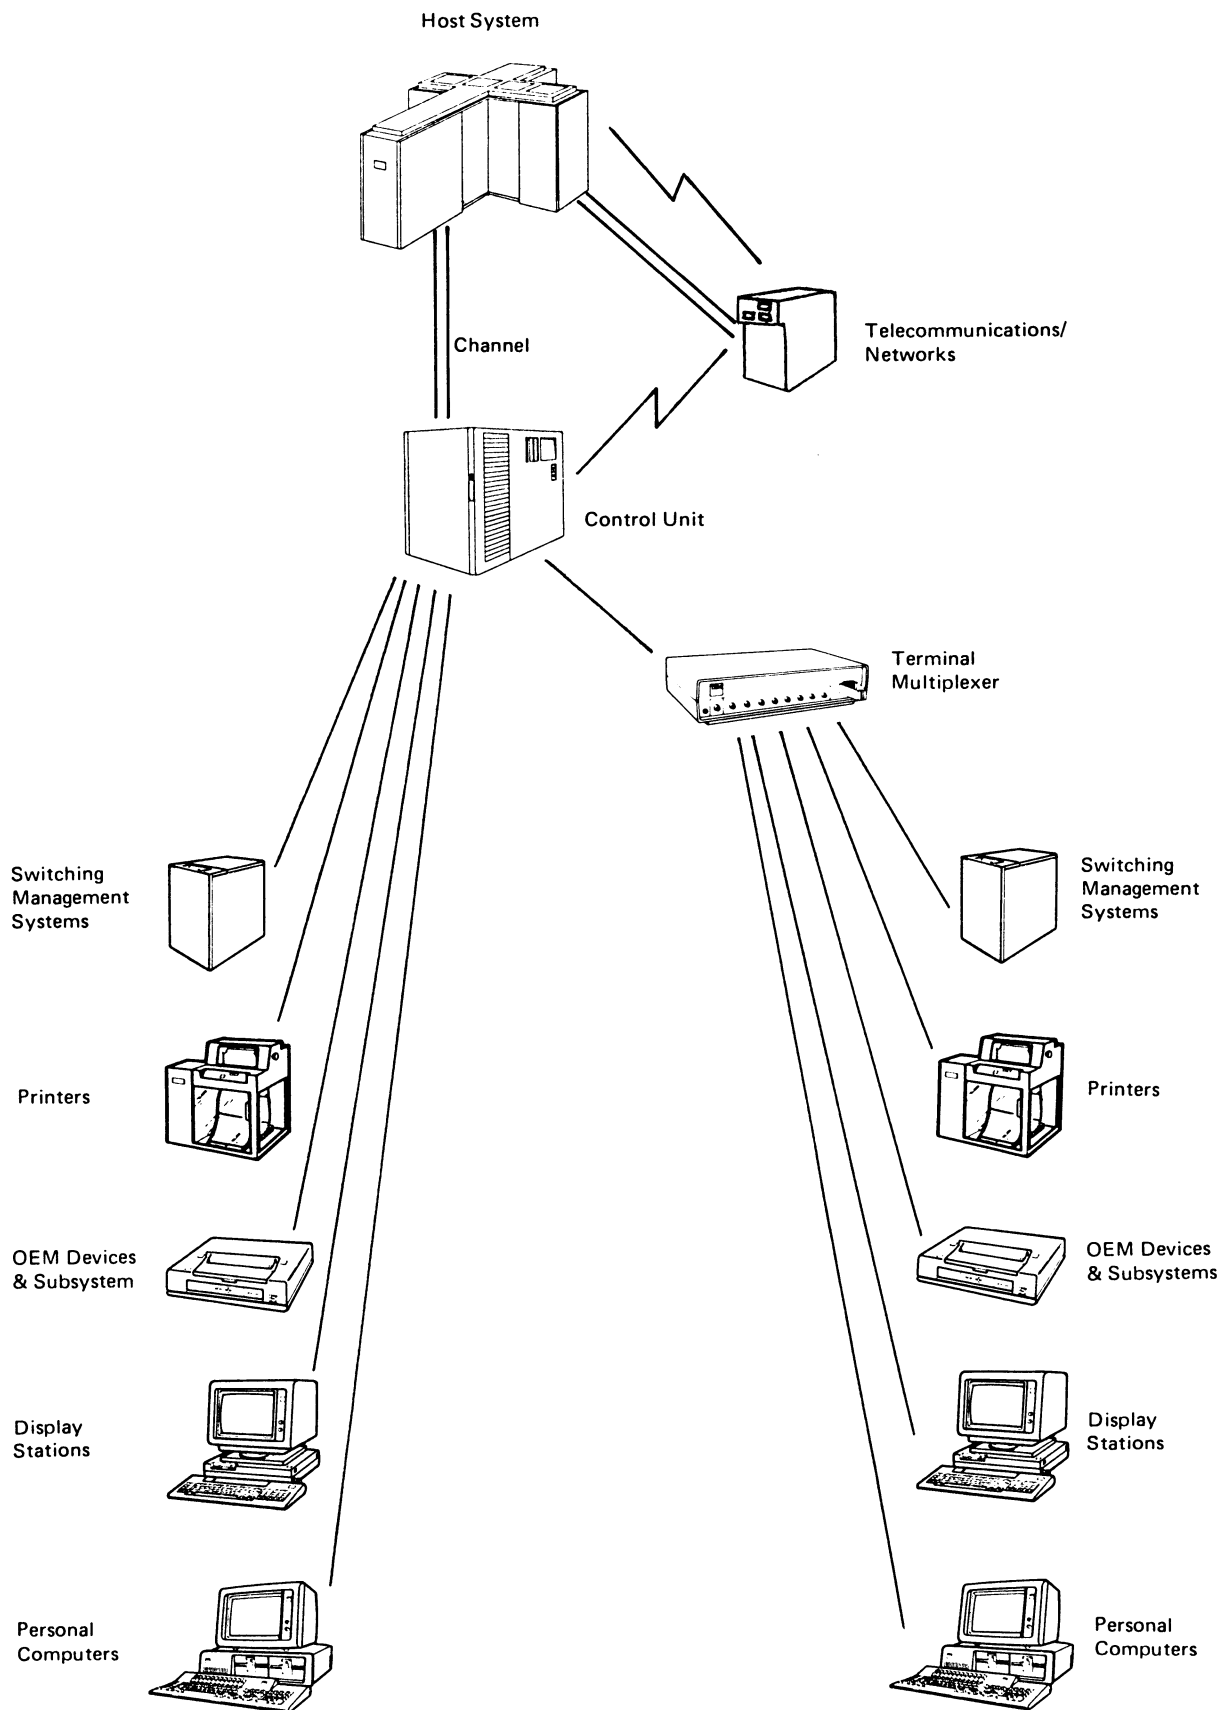 Host System
Telecommunications/
Networks
Channel
Control Unit
Terminal
Multiplexer
Switching
Management
Systems
Switching
Management
Systems
Printers
Printers
OEM Devices
& Subsystem
OEM Devices
& Subsystems
Display
Stations
Display
Stations
Personal
Computers
Personal
Computers